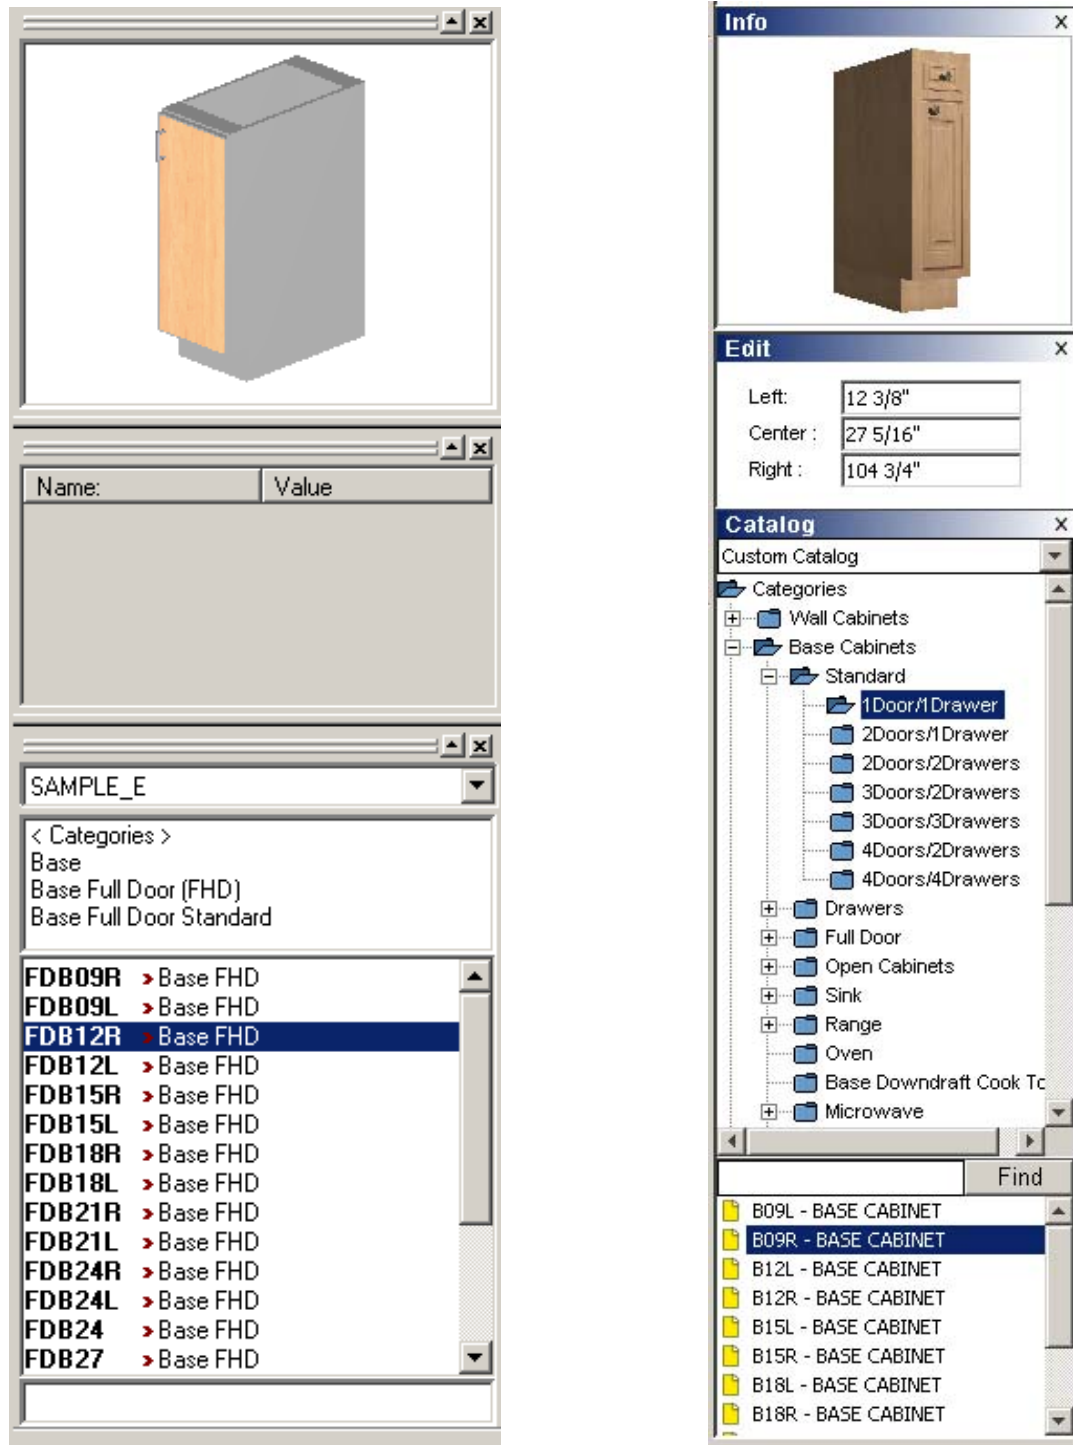 Name: Value
SAMPLE_E
< Categories >
Base
Base Full Door (FHD)
Base Full Door Standard
FDB09R Base FHD
FDB09L Base FHD
FDB12R Base FHD
FDB12L Base FHD
FDB15R Base FHD
FDB15L Base FHD
FDB18R Base FHD
FDB18L Base FHD
FDB21R Base FHD
FDB21L Base FHD
FDB24R Base FHD
FDB24L Base FHD
FDB24 Base FHD
FDB27 Base FHD
Info
Edit
Left: 12 3/8"
Center : 27 5/16"
Right : 104 3/4"
Catalog
Custom Catalog
Categories
Wall Cabinets
Base Cabinets
Standard
1Door/1Drawer
2Doors/1Drawer
2Doors/2Drawers
3Doors/2Drawers
3Doors/3Drawers
4Doors/2Drawers
4Doors/4Drawers
Drawers
Full Door
Open Cabinets
Sink
Range
Oven
Base Downdraft Cook Tc
Microwave
Find
B09L - BASE CABINET
B09R - BASE CABINET
B12L - BASE CABINET
B12R - BASE CABINET
B15L - BASE CABINET
B15R - BASE CABINET
B18L - BASE CABINET
B18R - BASE CABINET